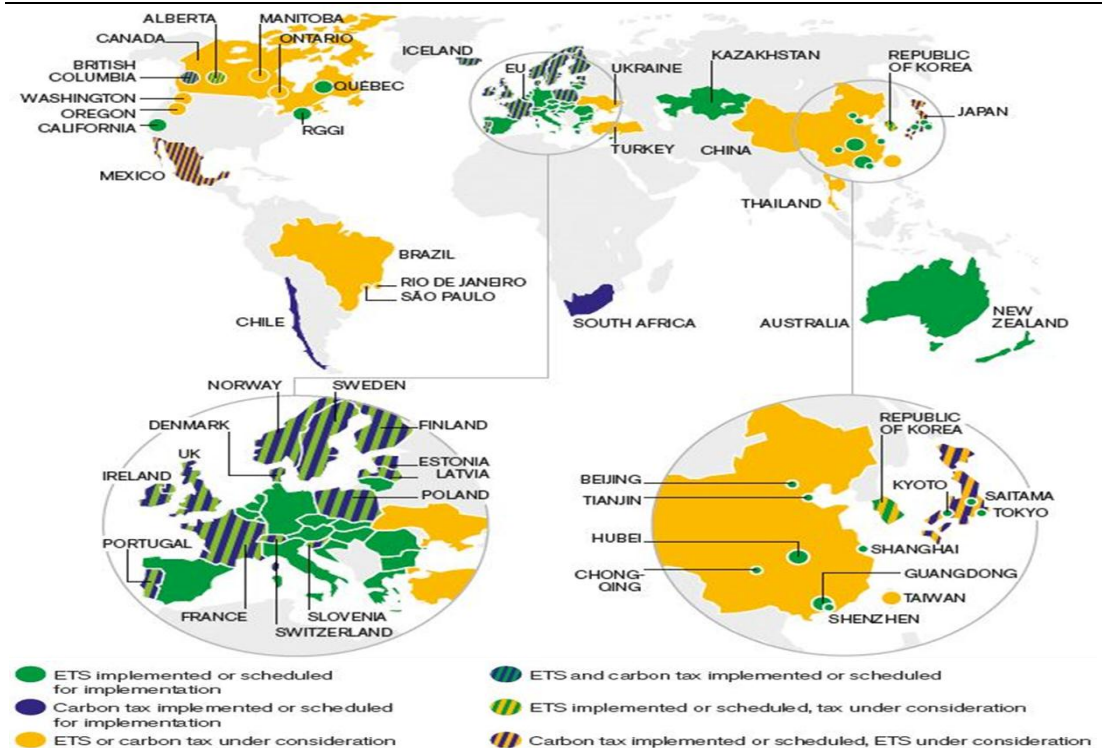 ALBERTA
MANITOBA
CANADA
ONTARIO
BRITISH
COLUMBIA
QUÉBEC
WASHINGTON
OREGON
CALIFORNIA
RGGI
MEXICO
ICELAND
EU
UKRAINE
TURKEY
KAZAKHSTAN
REPUBLIC
OF KOREA
JAPAN
CHINA
THAILAND
BRAZIL
RIO DE JANEIRO
SÃO PAULO
CHILE
SOUTH AFRICA
AUSTRALIA
NEW
ZEALAND
NORWAY
SWEDEN
DENMARK
FINLAND
UK
IRELAND
ESTONIA
LATVIA
POLAND
PORTUGAL
FRANCE
SLOVENIA
SWITZERLAND
REPUBLIC
OF KOREA
BEIJING
TIANJIN
KYOTO
SAITAMA
TOKYO
HUBEI
SHANGHAI
CHONG-
QING
GUANGDONG
TAIWAN
SHENZHEN
ETS implemented or scheduled
for implementation
Carbon tax implemented or scheduled
for implementation
ETS or carbon tax under consideration
ETS and carbon tax implemented or scheduled
ETS implemented or scheduled, tax under consideration
Carbon tax implemented or scheduled, ETS under consideration